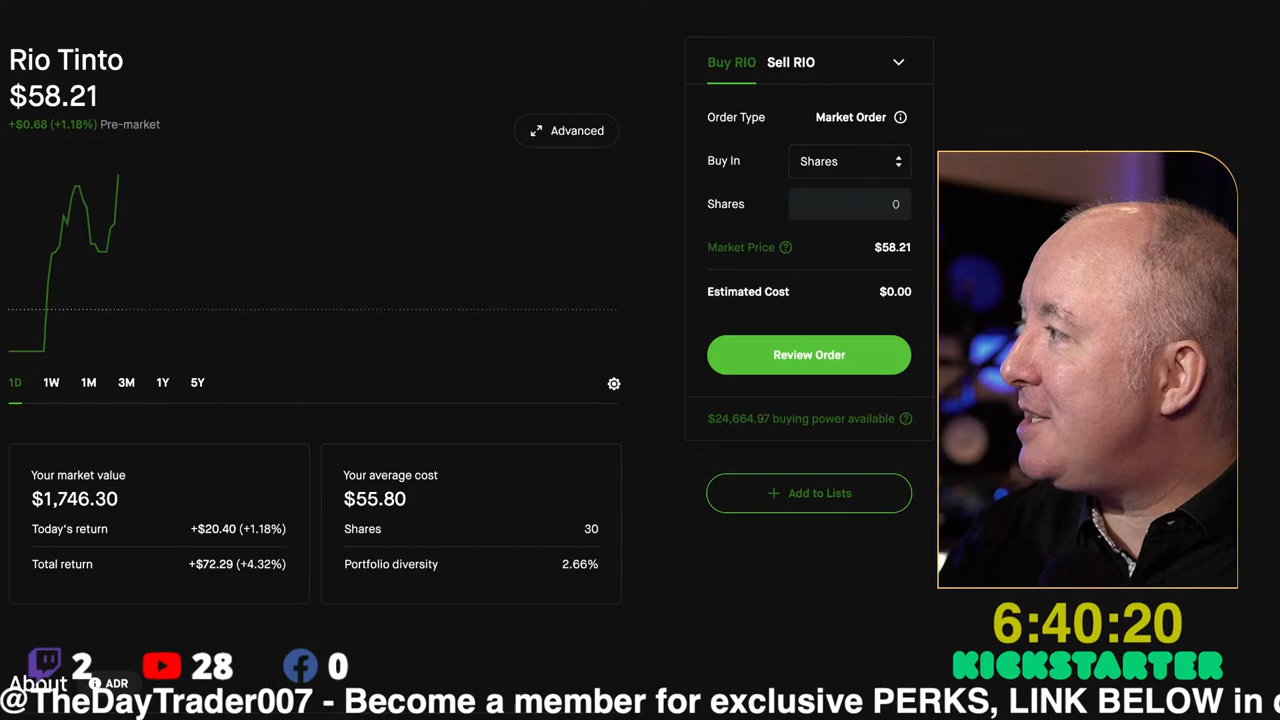 Rio Tinto
$58.21
+$0.68 (+1.18%) Pre-market
Advanced
1D 1W 1M 3M 1Y 5Y
Your market value
$1,746.30
Today's return +$20.40 (+1.18%)
Total return +$72.29 (+4.32%)
Your average cost
$55.80
Shares 30
Portfolio diversity 2.66%
Buy RIO Sell RIO
Order Type Market Order
Buy In Shares
Shares 0
Market Price $58.21
Estimated Cost $0.00
Review Order
$24,664.97 buying power available
+ Add to Lists
6:40:20
KICKSTARTER
2 28 0
About ADR
@TheDayTrader007 - Become a member for exclusive PERKS, LINK BELOW in